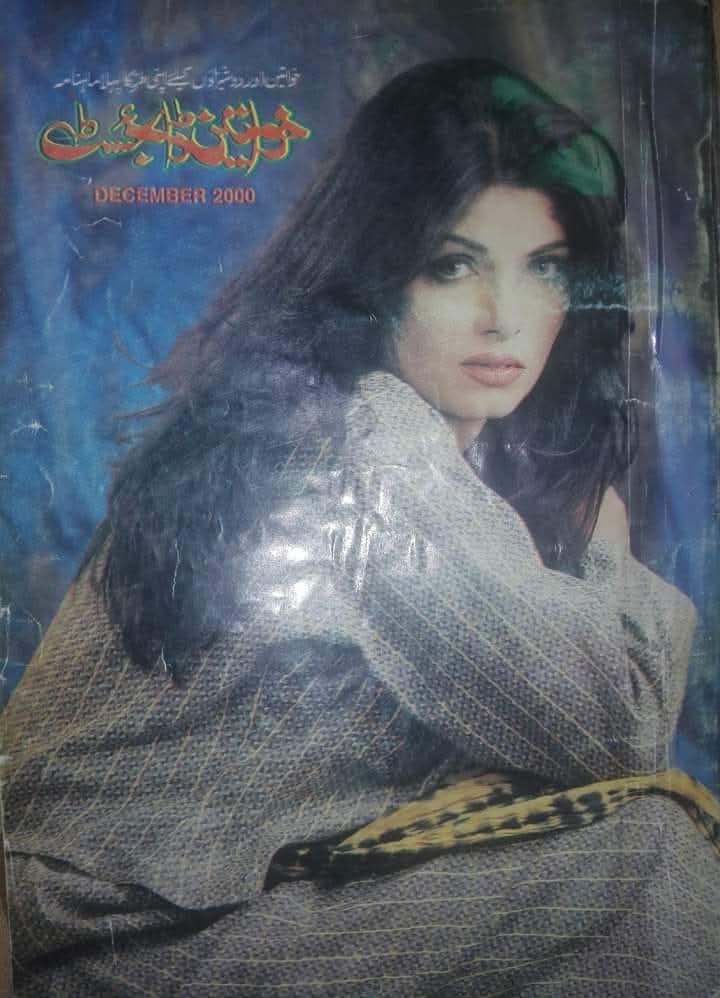 خواتین اور دوشیزاؤں کیلئے اپنی طرز کا پہلا ماہنامہ
خواتین ڈائجسٹ
DECEMBER 2000